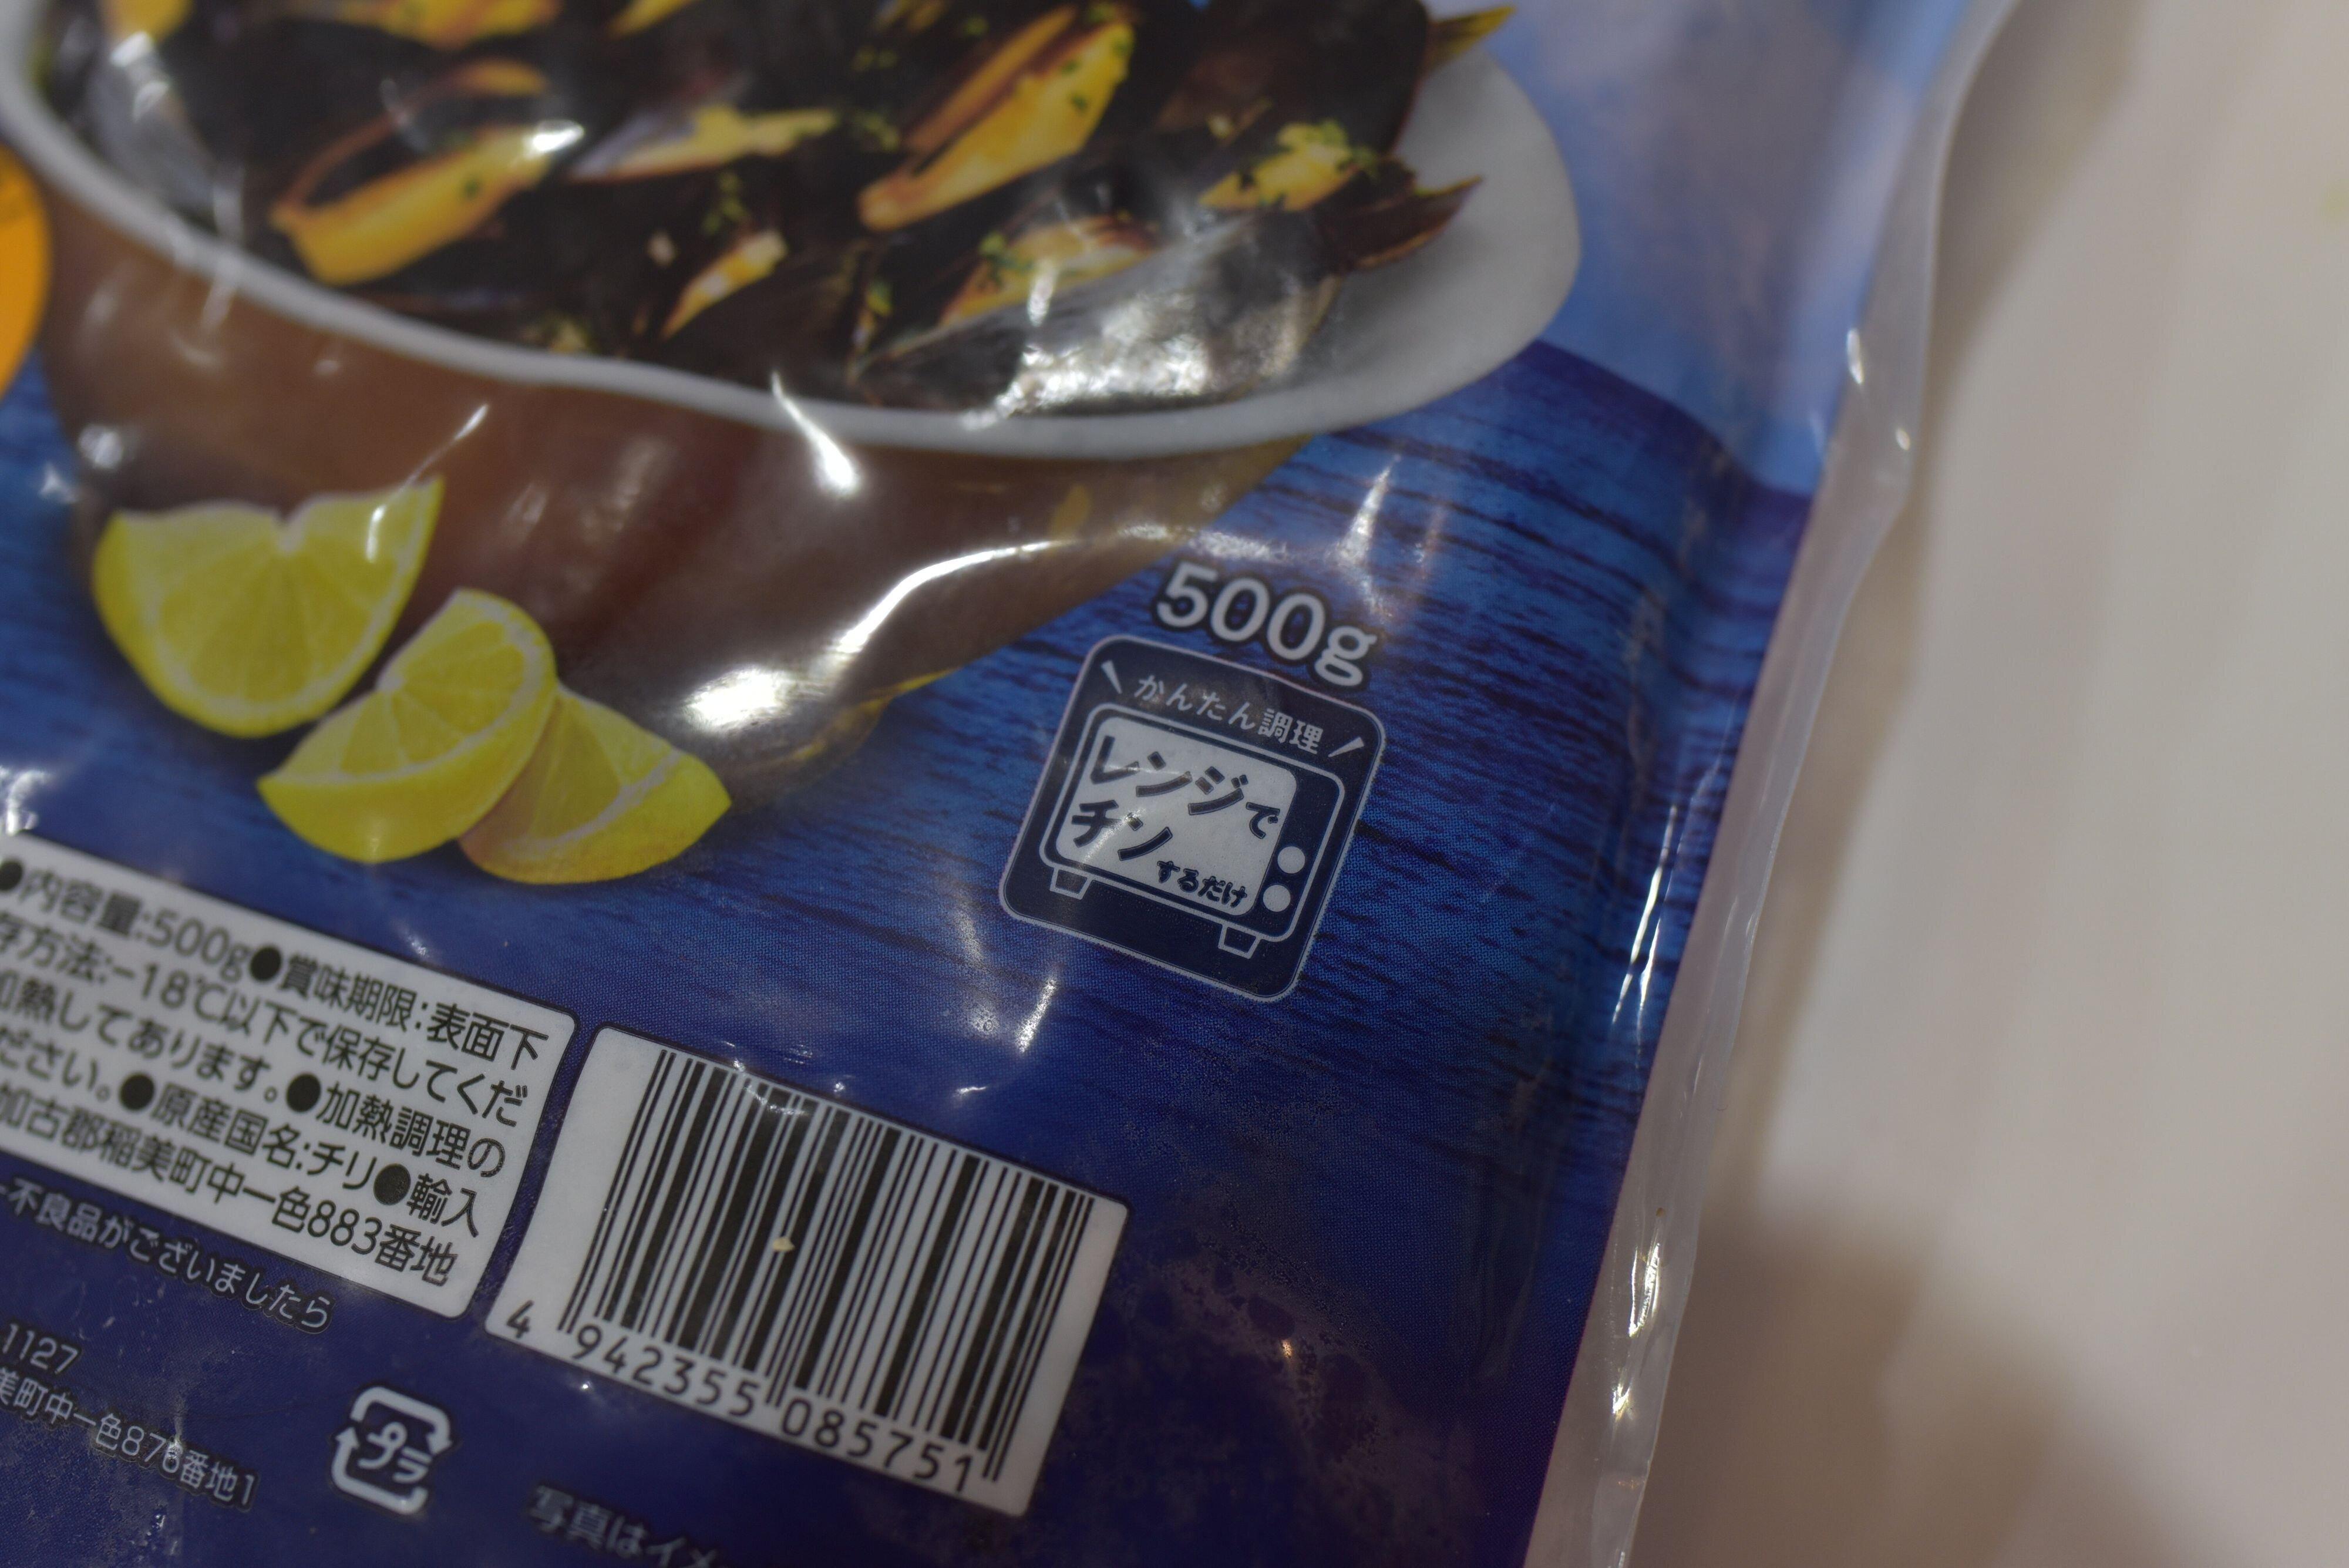 500g
かんたん調理
レンジで
チンするだけ
●内容量:500g●賞味期限:表面下
存方法:−18℃以下で保存してくだ
加熱してあります。●加熱調理の
ださい。●原産国名:チリ●輸入
加古郡稲美町中一色883番地
不良品がございましたら
1127
美町中一色876番地1
プラ
4 942355 085751
写真はイメ